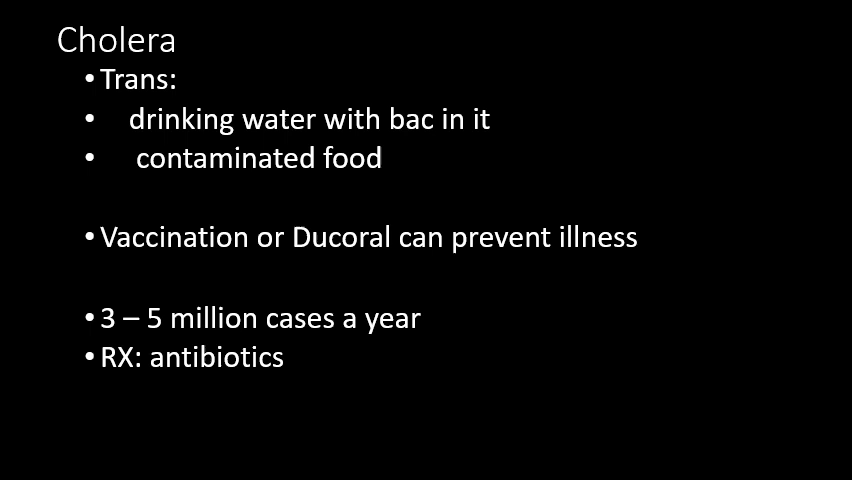 Cholera
• Trans:
• drinking water with bac in it
• contaminated food
• Vaccination or Ducoral can prevent illness
• 3 – 5 million cases a year
• RX: antibiotics